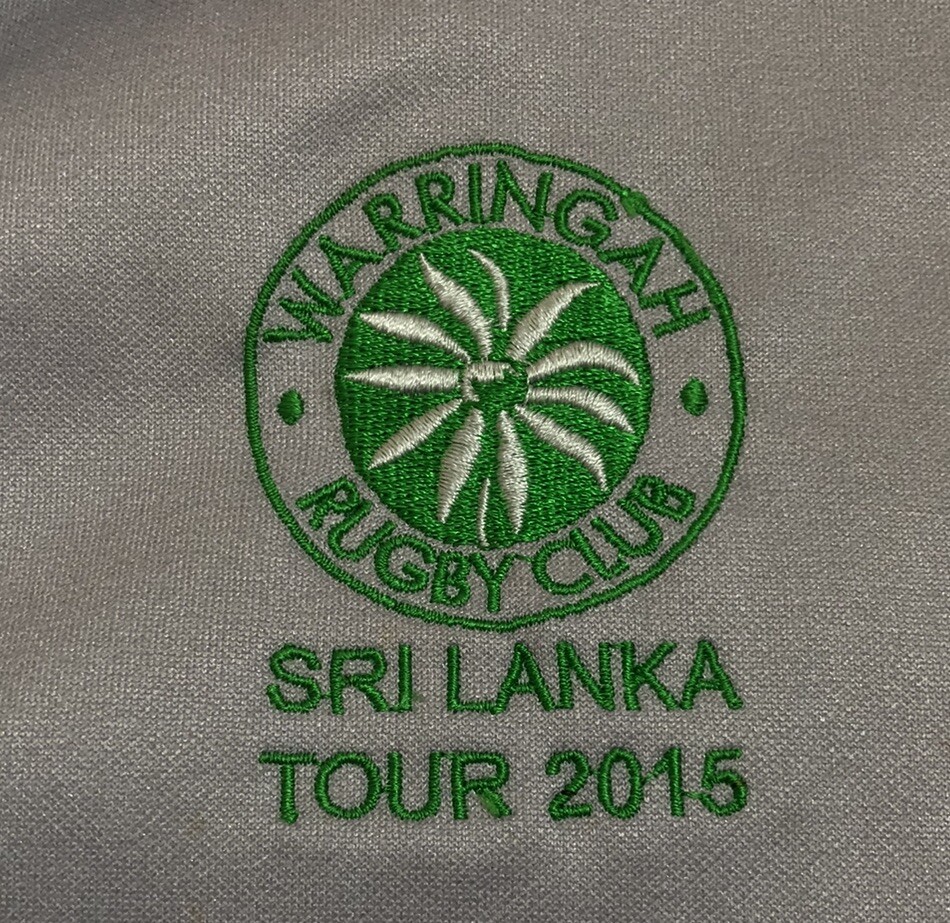 WARRINGAH
RUGBY CLUB
SRI LANKA
TOUR 2015